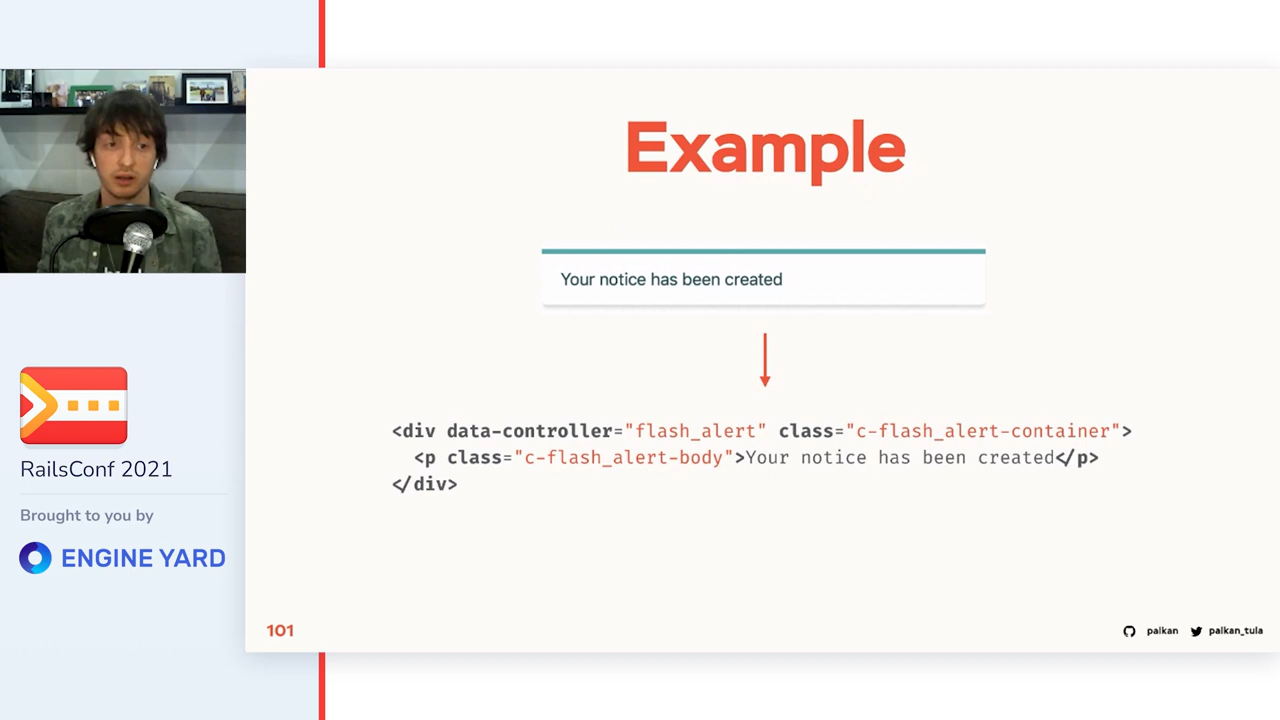 Example
Your notice has been created
<div data-controller="flash_alert" class="c-flash_alert-container">
<p class="c-flash_alert-body">Your notice has been created</p>
</div>
RailsConf 2021
Brought to you by
ENGINE YARD
101
palkan
palkan_tula